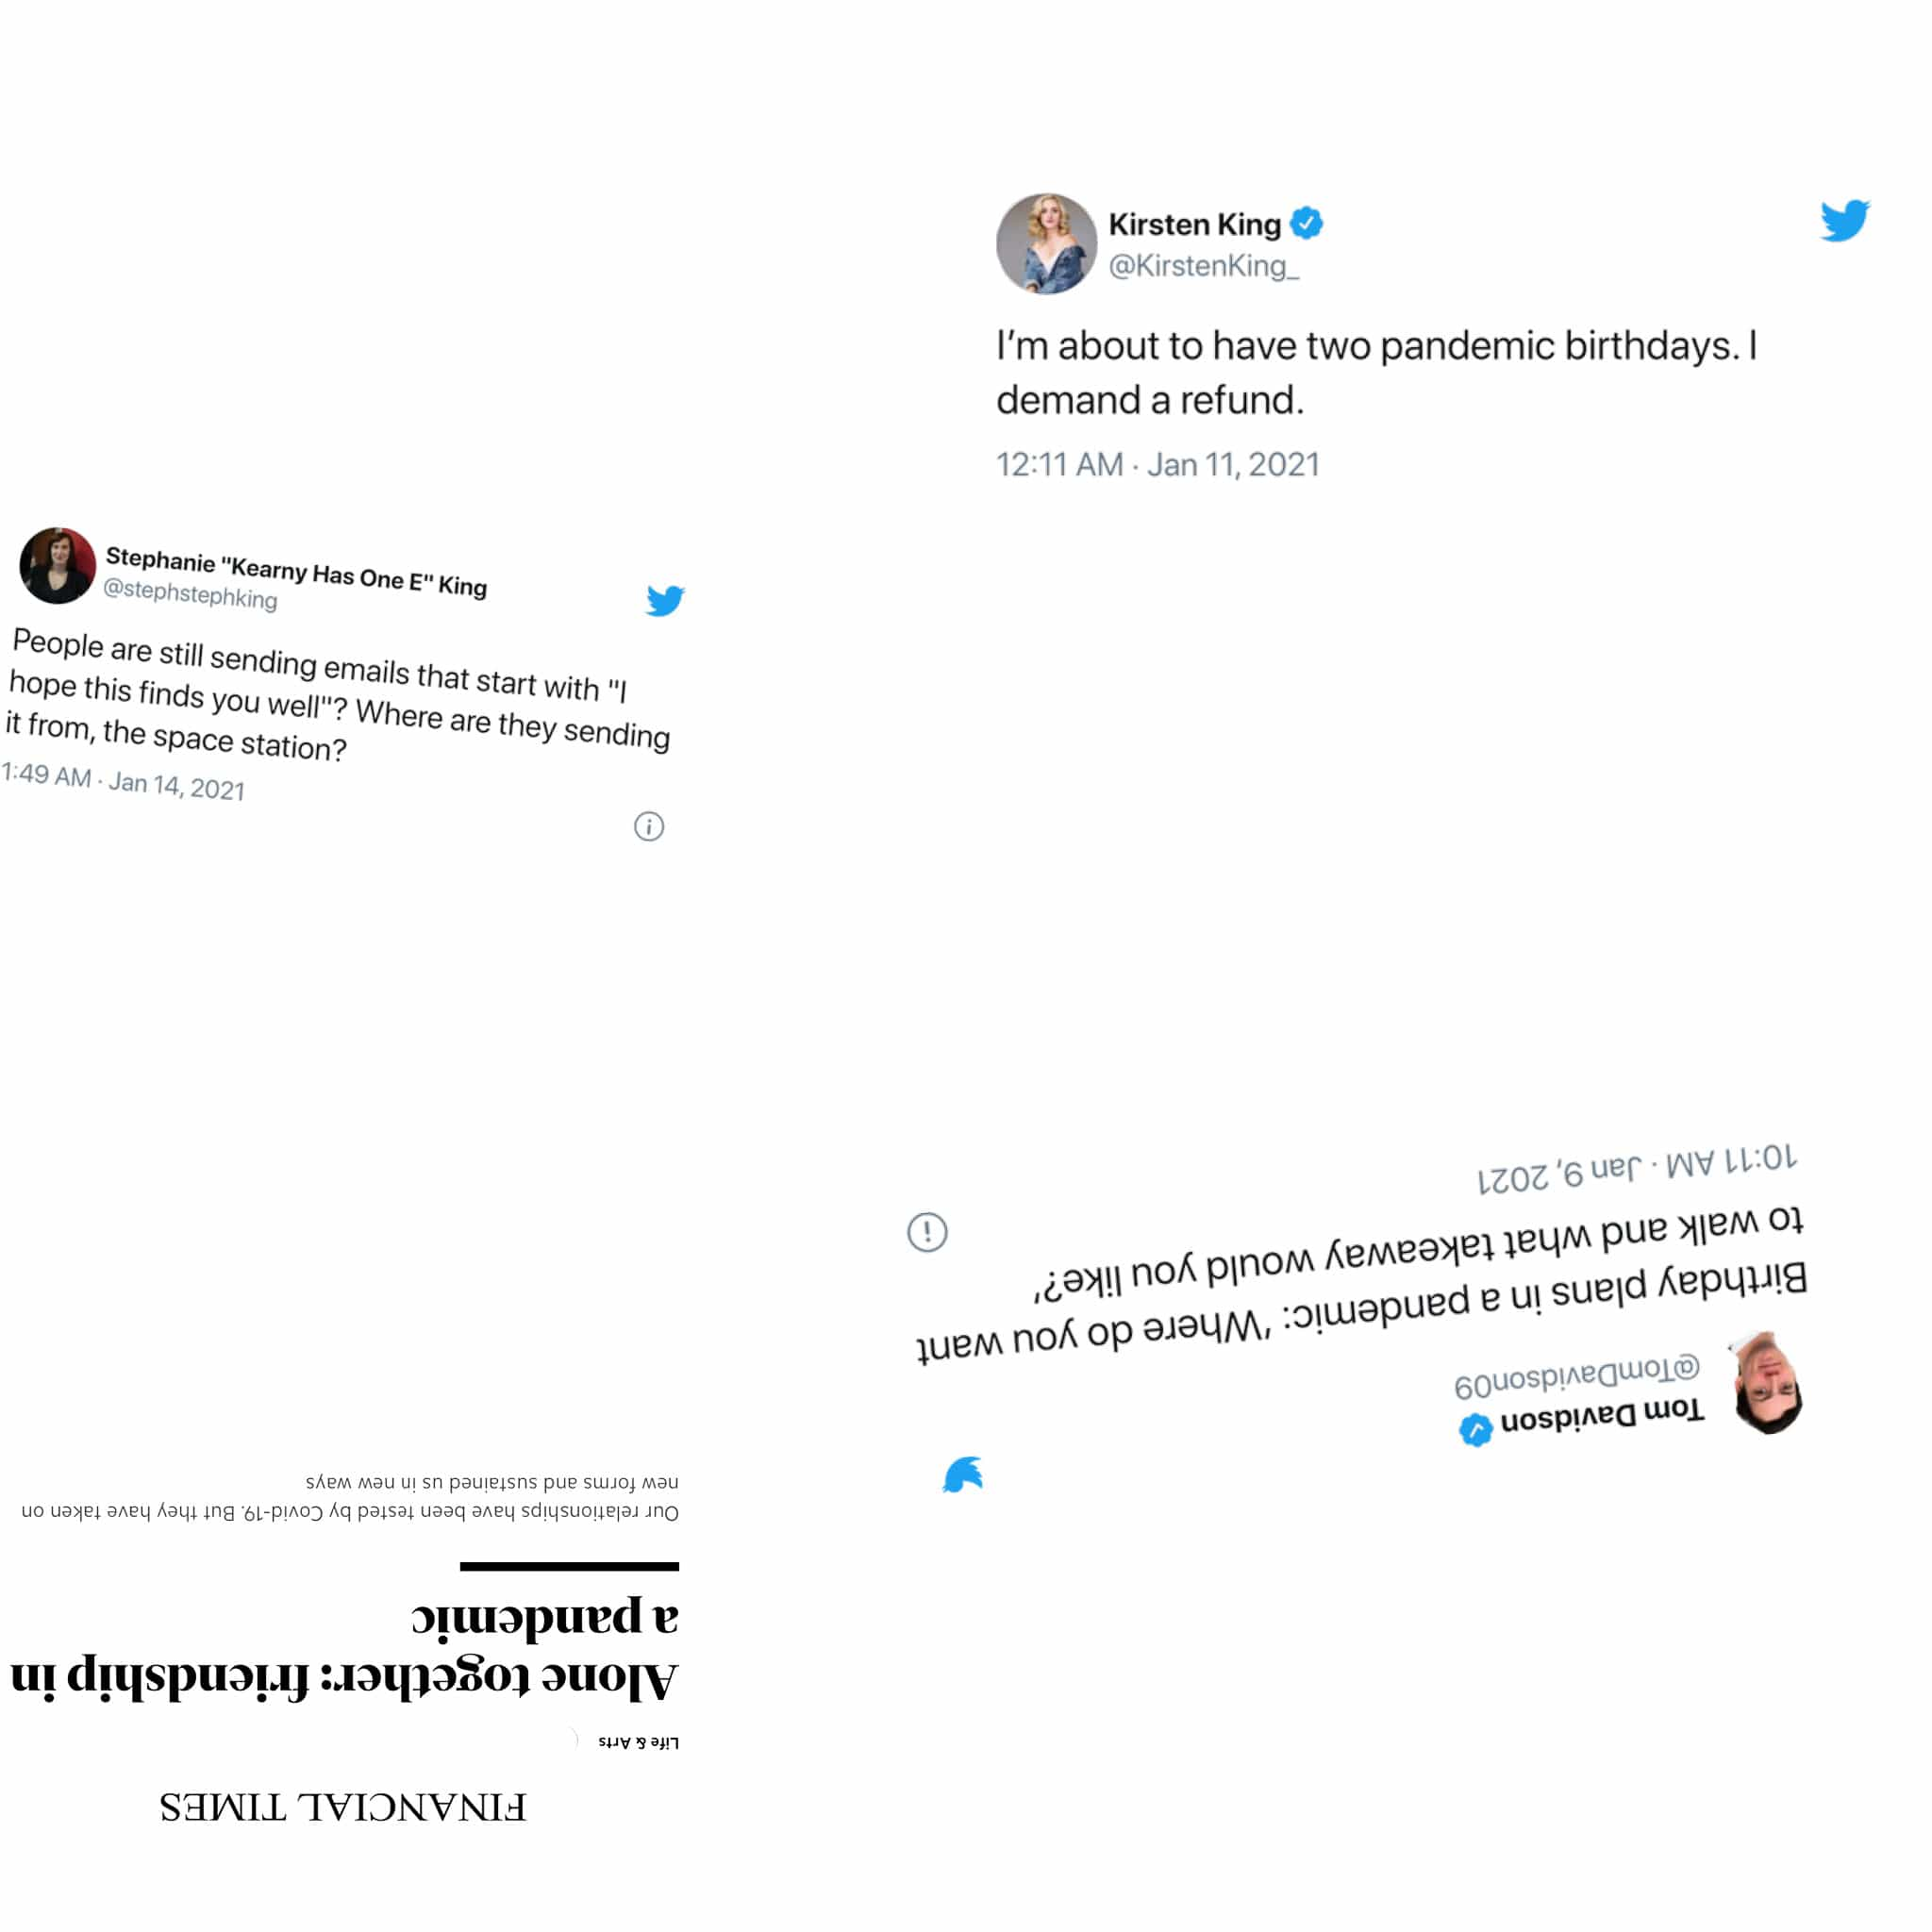 Kirsten King
@KirstenKing_
I’m about to have two pandemic birthdays. I
demand a refund.
12:11 AM · Jan 11, 2021
Stephanie "Kearny Has One E" King
@stephstephking
People are still sending emails that start with "I
hope this finds you well"? Where are they sending
it from, the space station?
1:49 AM · Jan 14, 2021
Tom Davidson
@TomDavidson09
Birthday plans in a pandemic: ‘Where do you want
to walk and what takeaway would you like?’
10:11 AM · Jan 9, 2021
FINANCIAL TIMES
Life & Arts
Alone together: friendship in
a pandemic
Our relationships have been tested by Covid-19. But they have taken on
new forms and sustained us in new ways